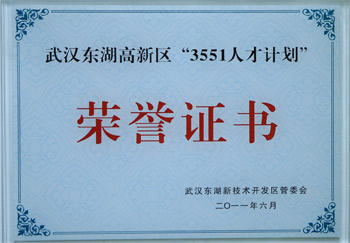 武汉东湖高新区“3551人才计划”
荣誉证书
武汉东湖新技术开发区管委会
二〇一一年六月